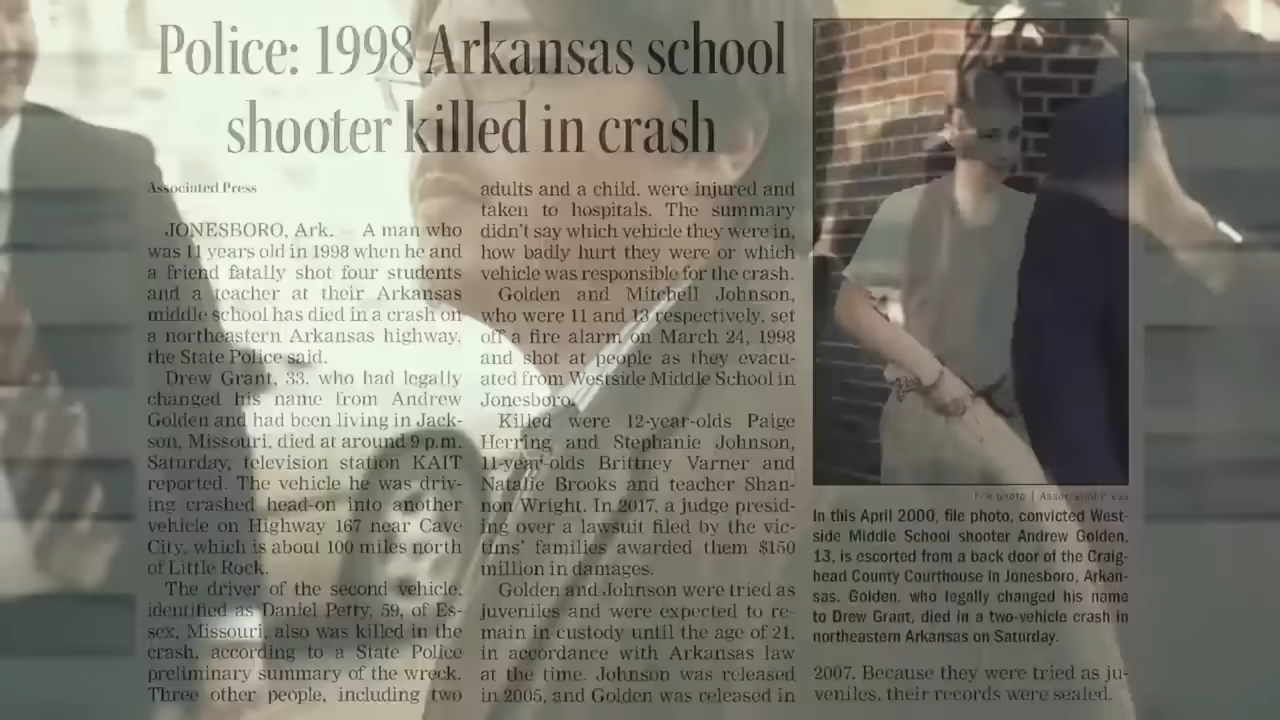 Police: 1998 Arkansas school
shooter killed in crash
Associated Press
JONESBORO, Ark. — A man who
was 11 years old in 1998 when he and
a friend fatally shot four students
and a teacher at their Arkansas
middle school has died in a crash on
a northeastern Arkansas highway,
the State Police said.
Drew Grant, 33, who had legally
changed his name from Andrew
Golden and had been living in Jack-
son, Missouri, died at around 9 p.m.
Saturday, television station KAIT
reported. The vehicle he was driv-
ing crashed head-on into another
vehicle on Highway 167 near Cave
City, which is about 100 miles north
of Little Rock.
The driver of the second vehicle,
identified as Daniel Petty, 59, of Es-
sex, Missouri, also was killed in the
crash, according to a State Police
preliminary summary of the wreck.
Three other people, including two
adults and a child, were injured and
taken to hospitals. The summary
didn't say which vehicle they were in,
how badly hurt they were or which
vehicle was responsible for the crash.
Golden and Mitchell Johnson,
who were 11 and 13 respectively, set
off a fire alarm on March 24, 1998
and shot at people as they evacu-
ated from Westside Middle School in
Jonesboro.
Killed were 12-year-olds Paige
Herring and Stephanie Johnson,
11-year-olds Brittney Varner and
Natalie Brooks and teacher Shan-
non Wright. In 2017, a judge presid-
ing over a lawsuit filed by the vic-
tims' families awarded them $150
million in damages.
Golden and Johnson were tried as
juveniles and were expected to re-
main in custody until the age of 21,
in accordance with Arkansas law
at the time. Johnson was released
in 2005, and Golden was released in
File photo | Associated Press
In this April 2000, file photo, convicted West-
side Middle School shooter Andrew Golden,
13, is escorted from a back door of the Craig-
head County Courthouse in Jonesboro, Arkan-
sas. Golden, who legally changed his name
to Drew Grant, died in a two-vehicle crash in
northeastern Arkansas on Saturday.
2007. Because they were tried as ju-
veniles, their records were sealed.